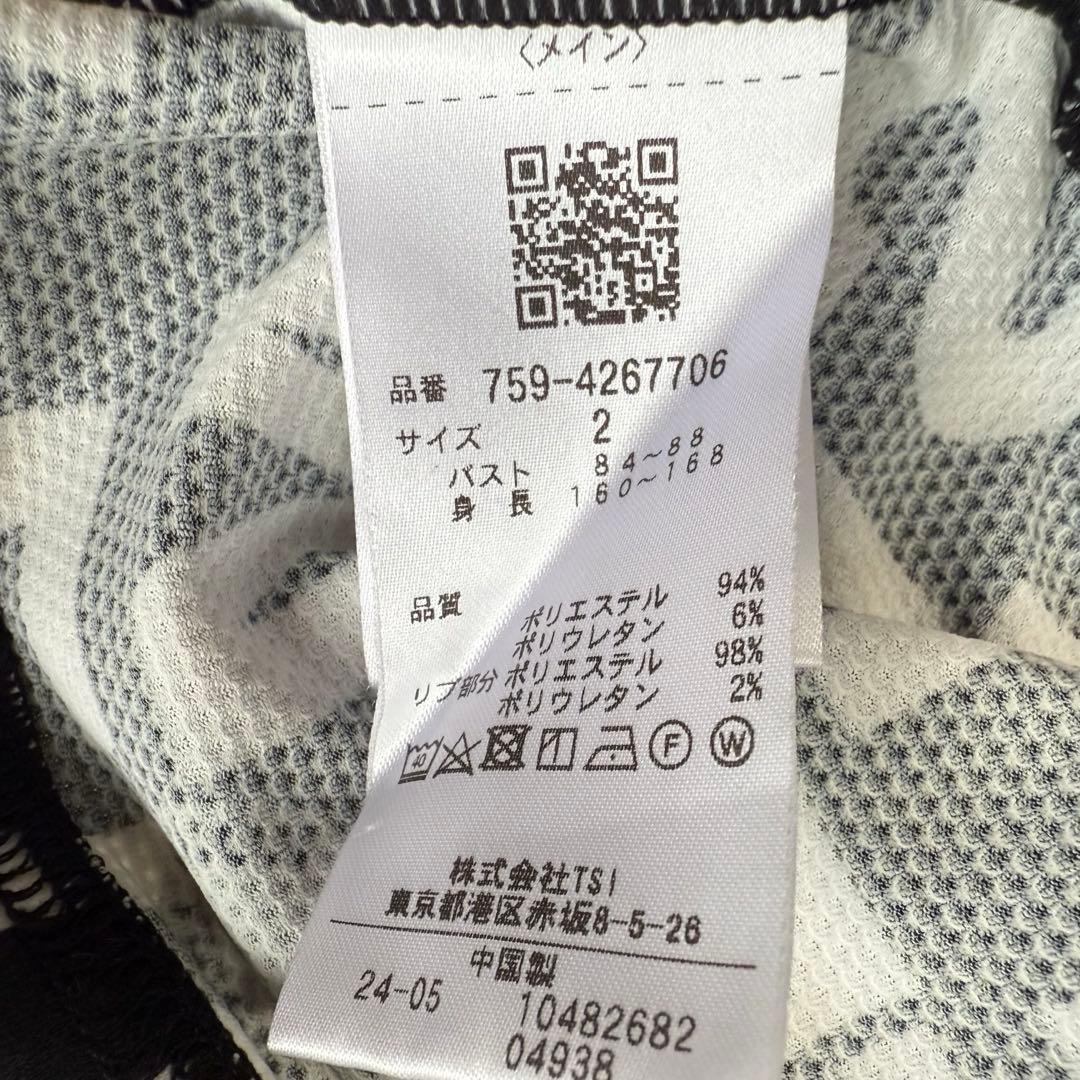 〈メイン〉
品番 759-4267706
サイズ 2
バスト 84～88
身長 160～168
品質 ポリエステル 94%
ポリウレタン 6%
リブ部分 ポリエステル 98%
ポリウレタン 2%
40 F W
株式会社TSI
東京都港区赤坂8-5-26
中国製
24-05 10482682
04938